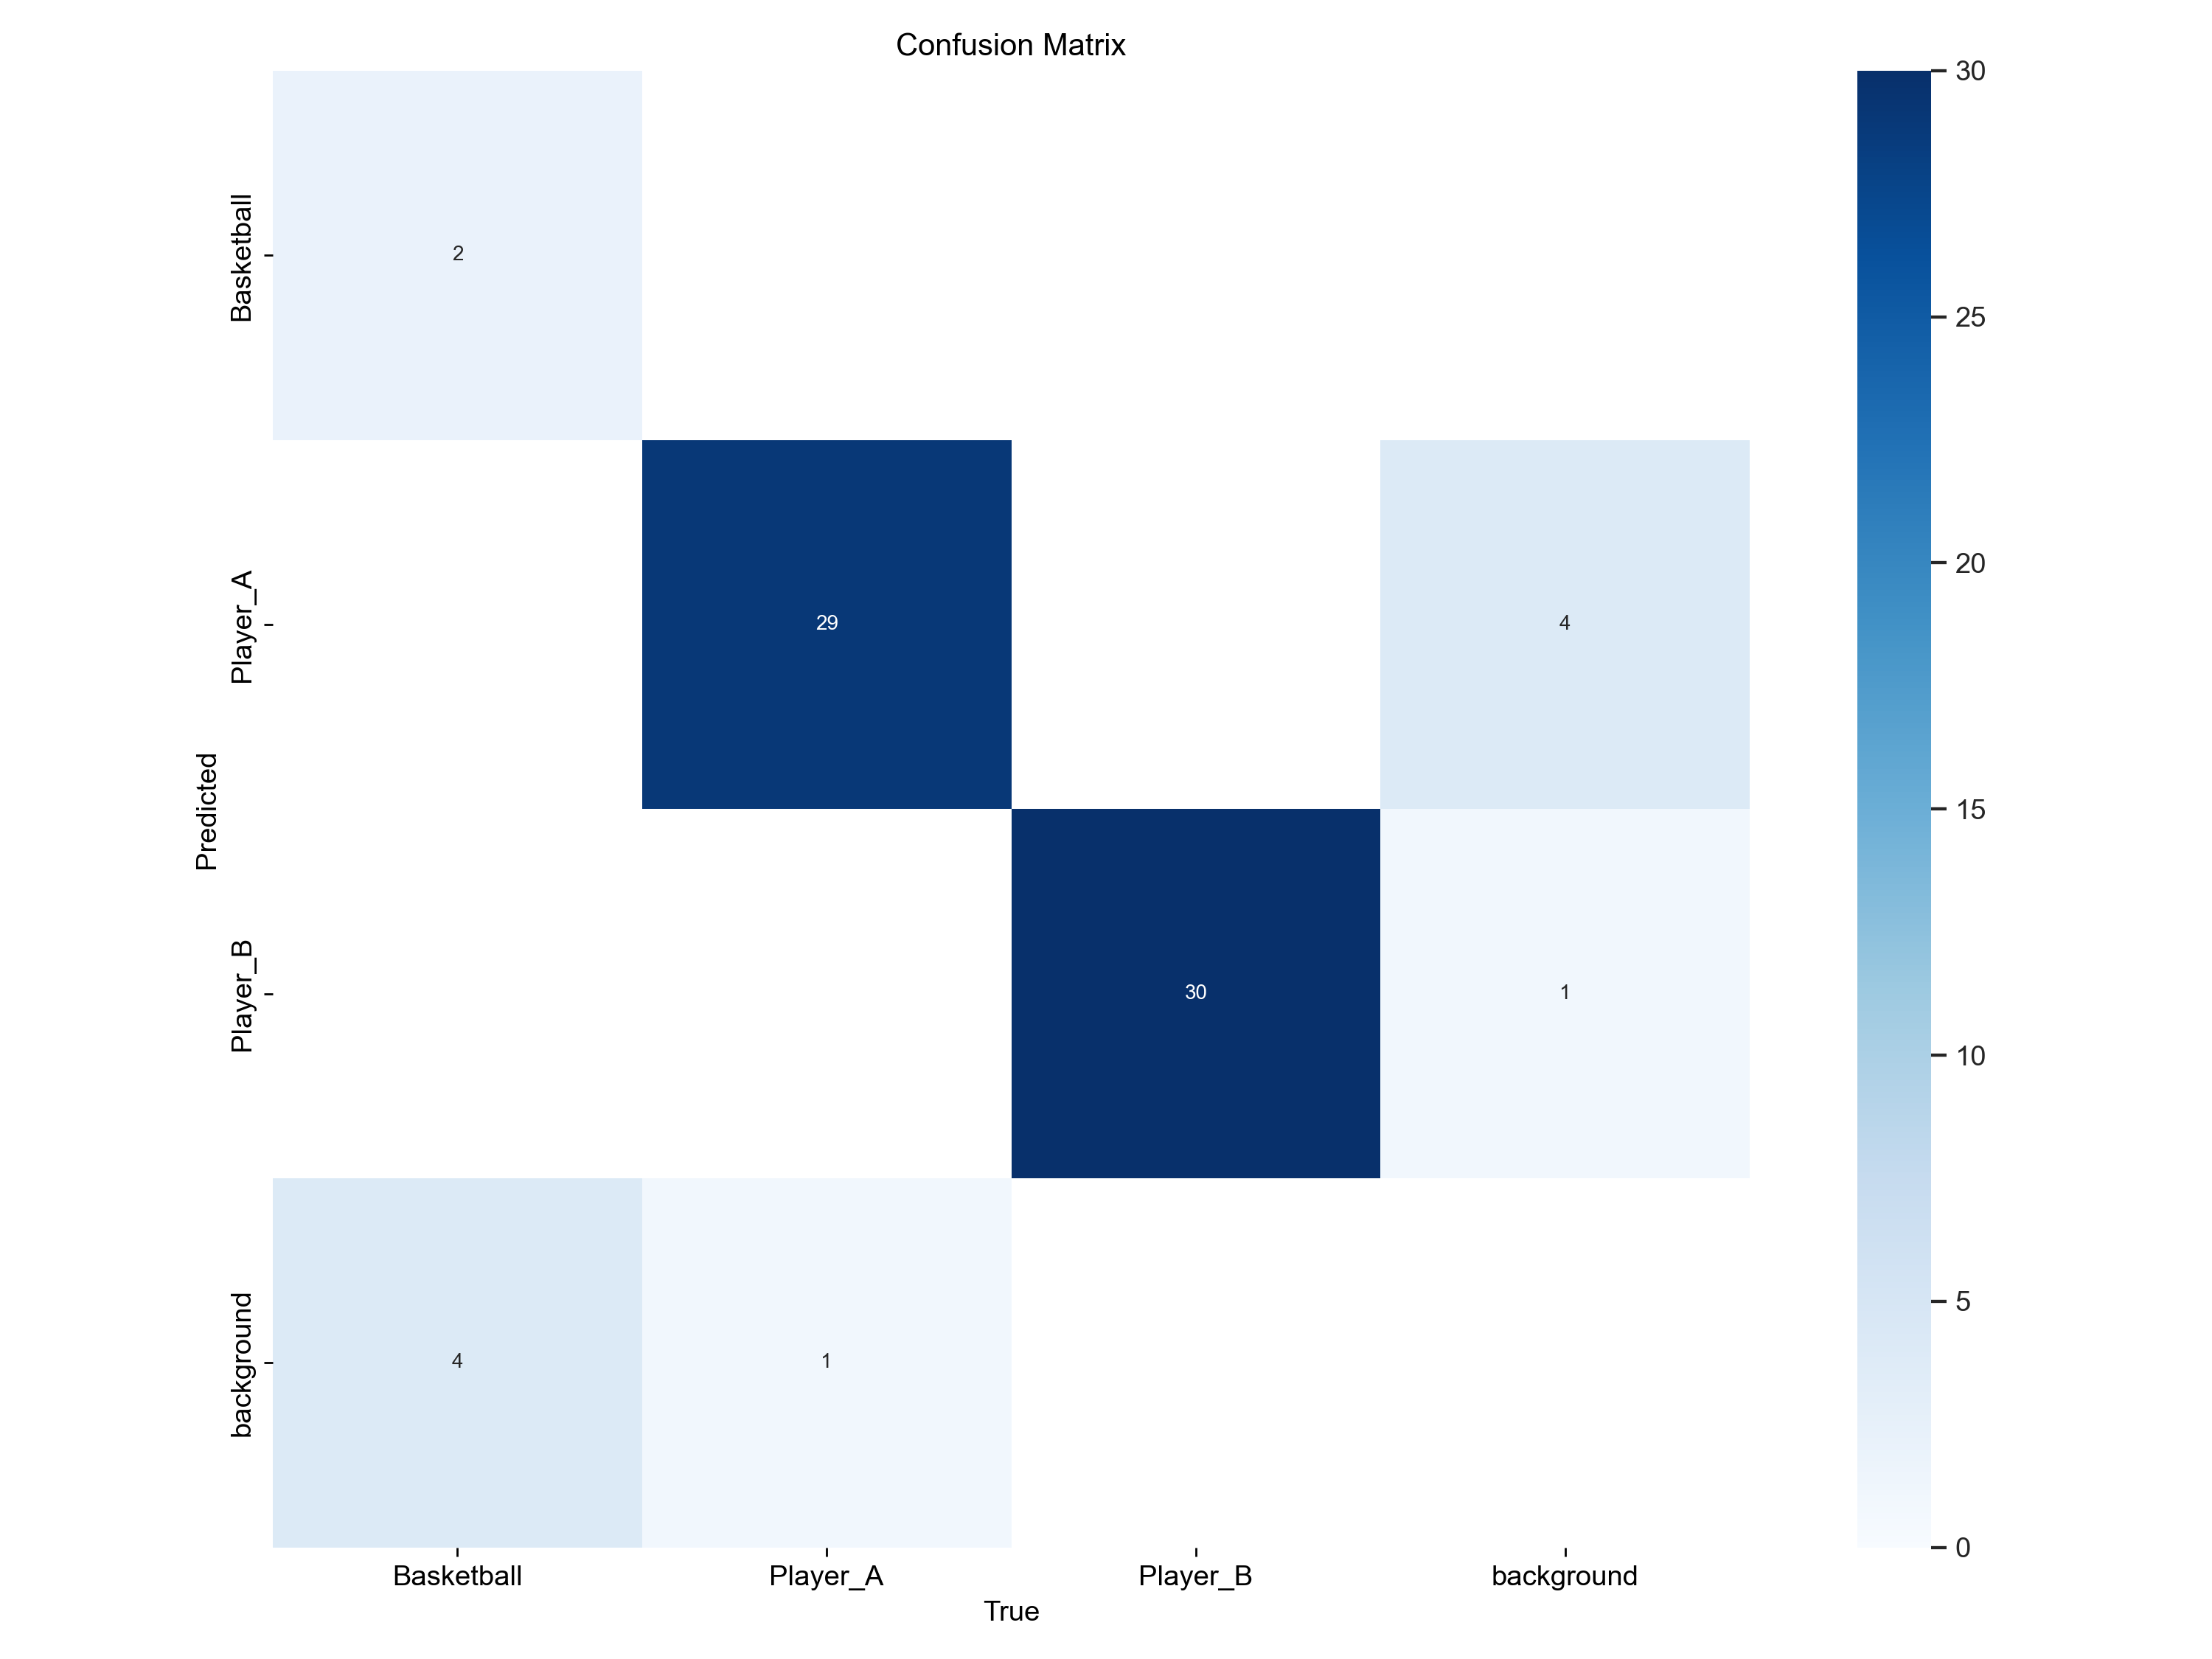 Confusion Matrix
Basketball
2
Player_A
29
4
Player_B
30
1
background
4
1
Predicted
Basketball
Player_A
Player_B
background
True
30
25
20
15
10
5
0